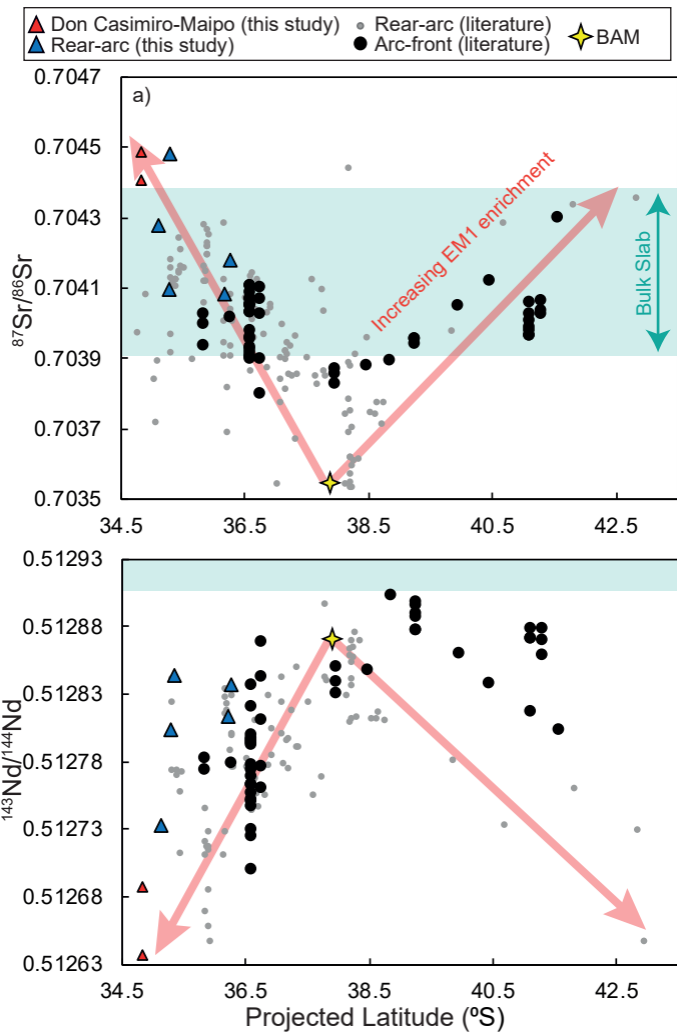 Don Casimiro-Maipo (this study) Rear-arc (literature) BAM
Rear-arc (this study) Arc-front (literature)
a)
0.7047
0.7045
0.7043
0.7041
0.7039
0.7037
0.7035
⁸⁷Sr/⁸⁶Sr
Increasing EM1 enrichment
Bulk Slab
34.5 36.5 38.5 40.5 42.5
0.51293
0.51288
0.51283
0.51278
0.51273
0.51268
0.51263
¹⁴³Nd/¹⁴⁴Nd
34.5 36.5 38.5 40.5 42.5
Projected Latitude (ºS)